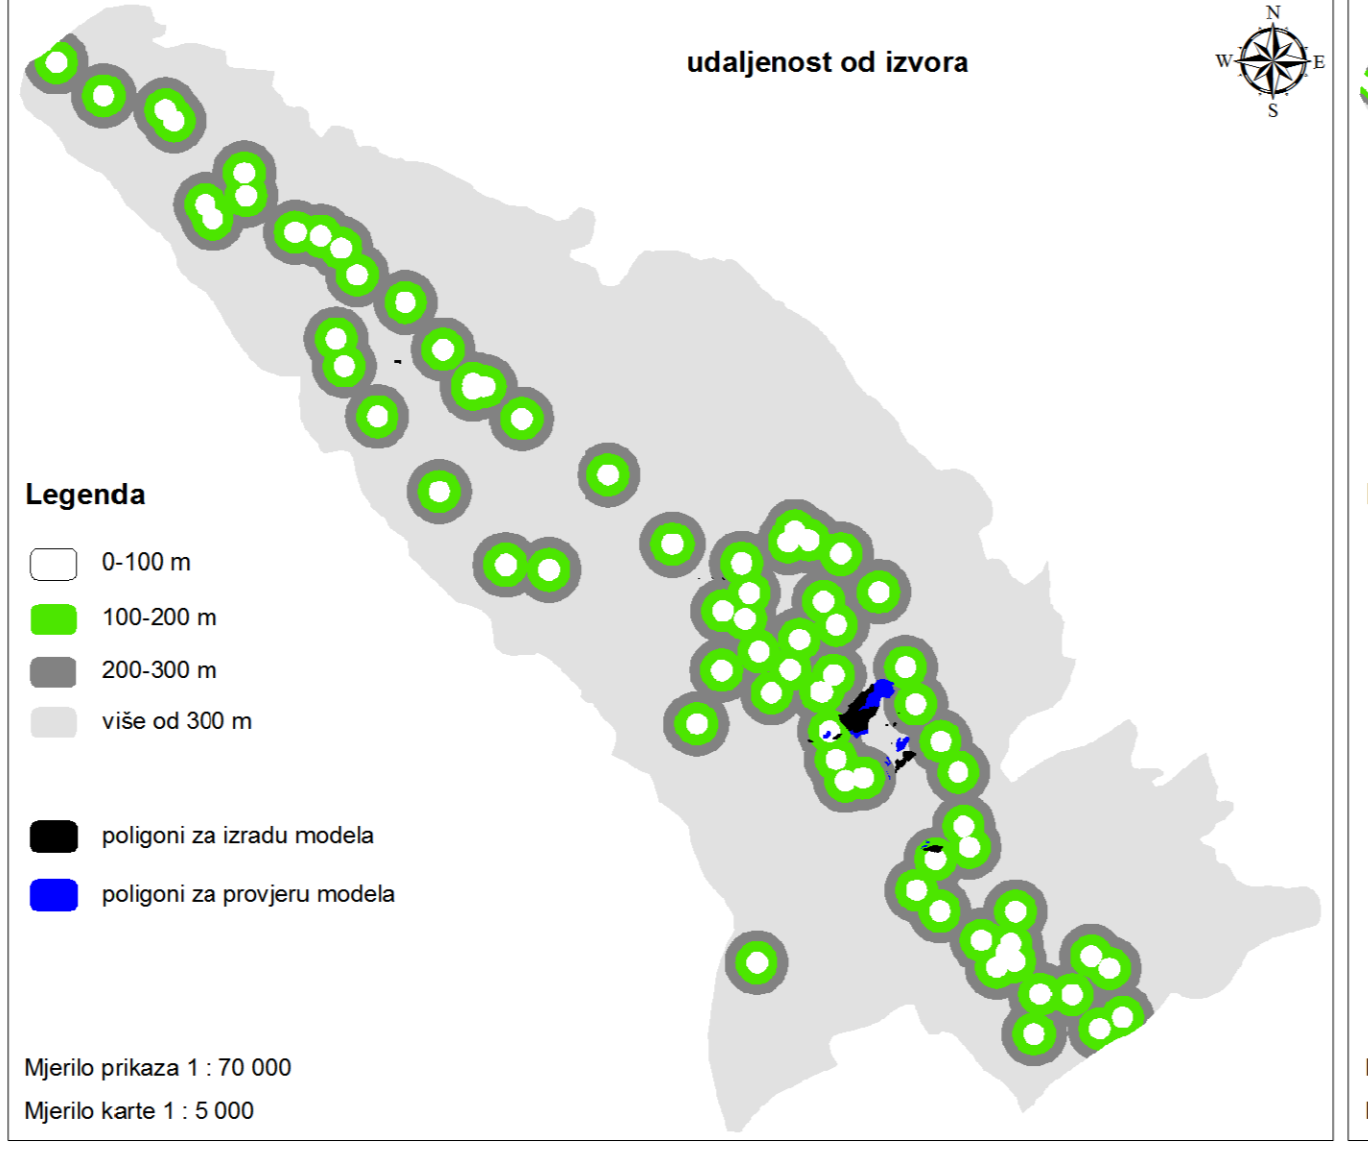 udaljenost od izvora
N
W E
S
Legenda
0-100 m
100-200 m
200-300 m
više od 300 m
poligoni za izradu modela
poligoni za provjeru modela
Mjerilo prikaza 1 : 70 000
Mjerilo karte 1 : 5 000